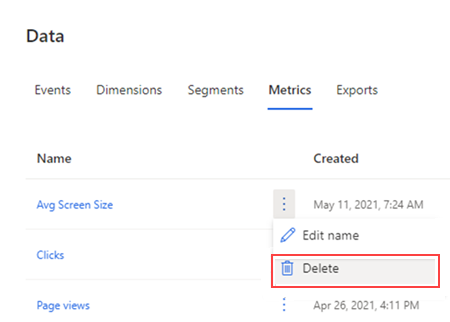 Data
Events Dimensions Segments Metrics Exports
Name Created
Avg Screen Size May 11, 2021, 7:24 AM
Edit name
Clicks
Delete
Page views Apr 26, 2021, 4:11 PM